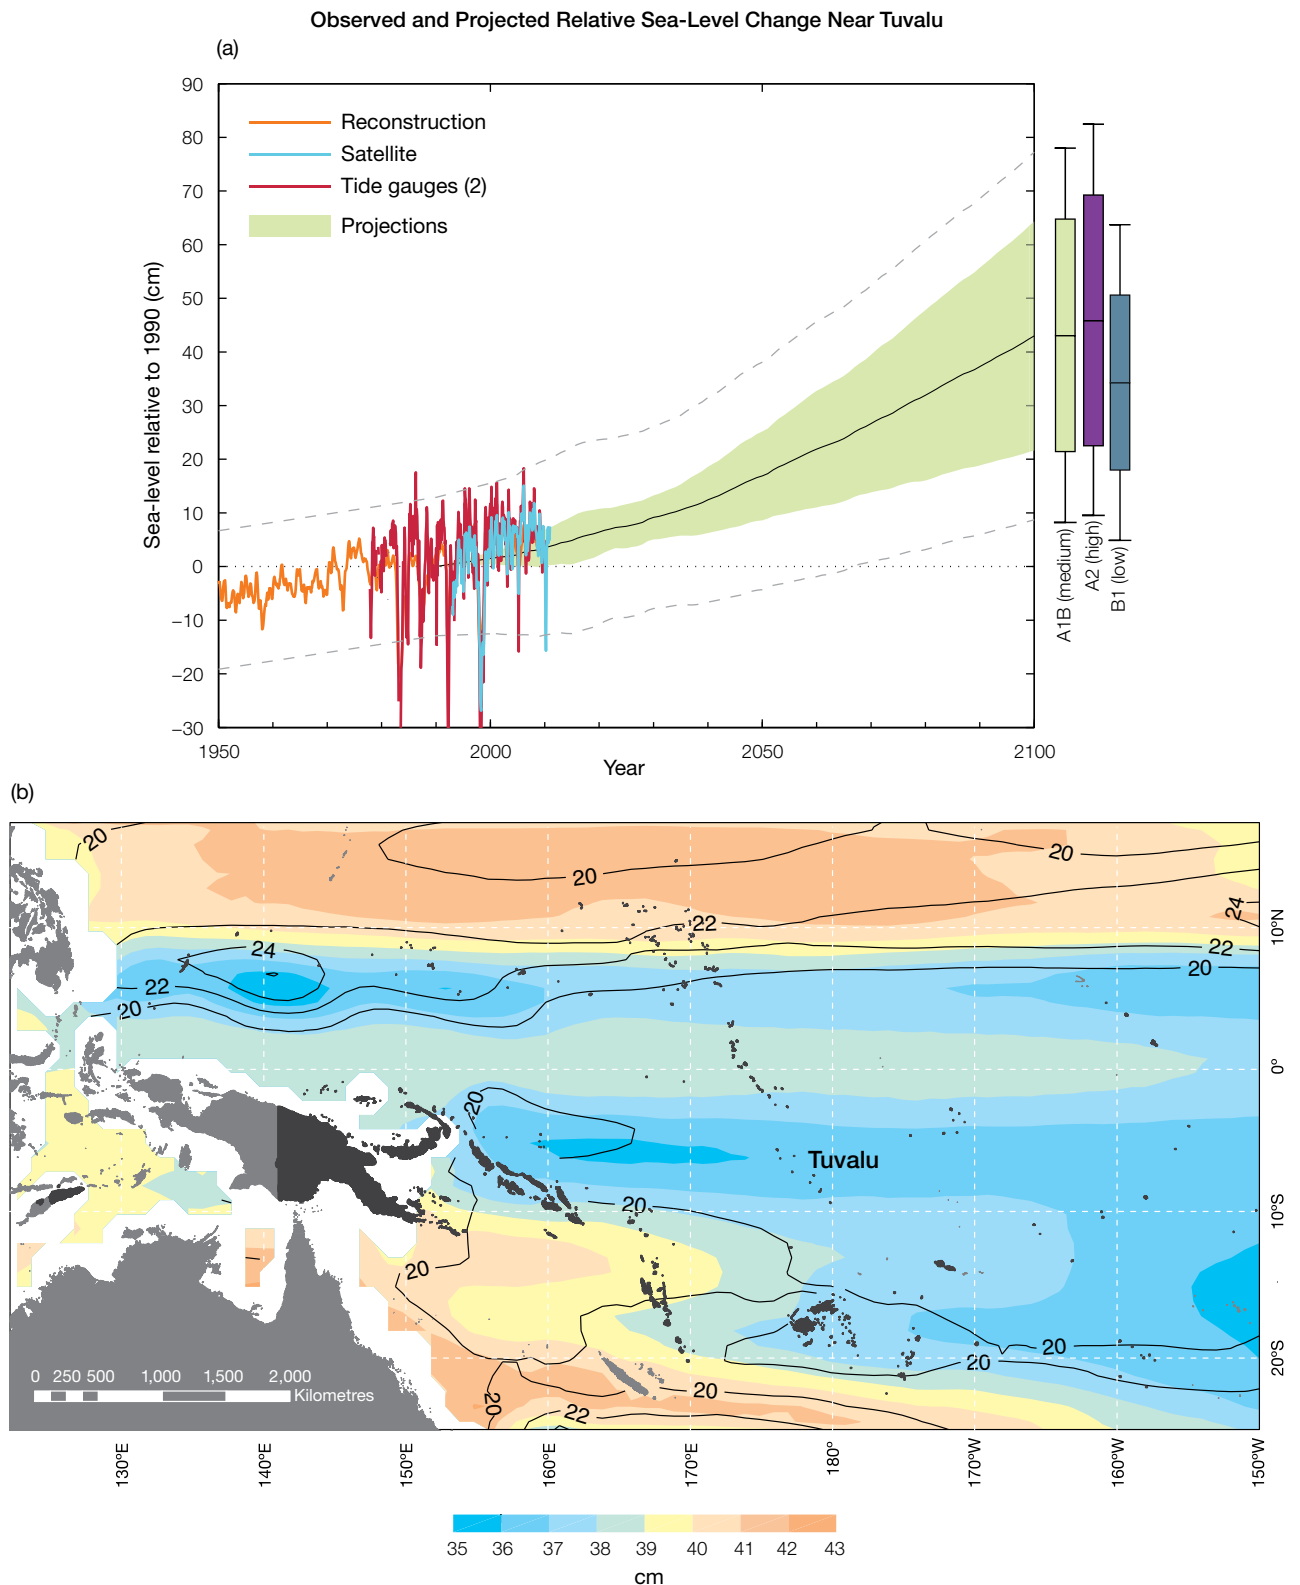 Observed and Projected Relative Sea-Level Change Near Tuvalu
(a)
90
80
70
60
50
40
30
20
10
0
−10
−20
−30
Sea-level relative to 1990 (cm)
Reconstruction
Satellite
Tide gauges (2)
Projections
1950
2000
2050
2100
Year
A1B (medium)
A2 (high)
B1 (low)
(b)
20
20
20
24
22
22
20
24
22
20
20
Tuvalu
20
20
20
20
20
20
22
0 250 500 1,000 1,500 2,000
Kilometres
10°N
0°
10°S
20°S
130°E
140°E
150°E
160°E
170°E
180°
170°W
160°W
150°W
35 36 37 38 39 40 41 42 43
cm